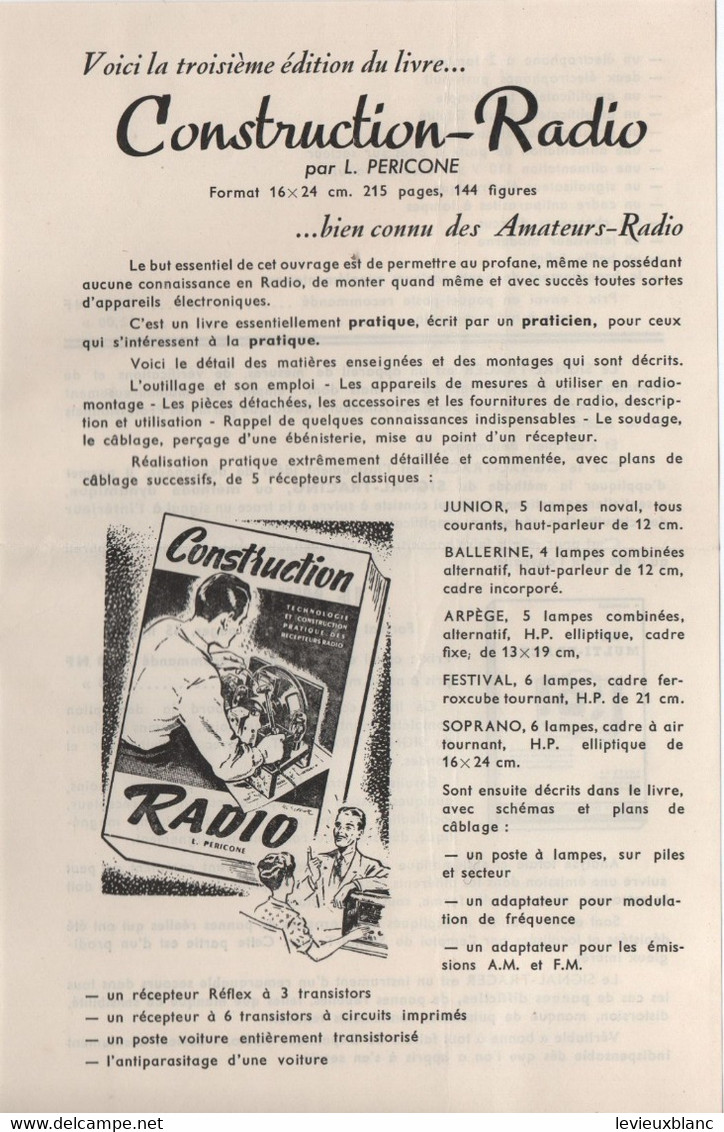 Voici la troisième édition du livre...
Construction-Radio
par L. PERICONE
Format 16×24 cm. 215 pages, 144 figures
...bien connu des Amateurs-Radio
Le but essentiel de cet ouvrage est de permettre au profane, même ne possédant
aucune connaissance en Radio, de monter quand même et avec succès toutes sortes
d'appareils électroniques.
C'est un livre essentiellement pratique, écrit par un praticien, pour ceux
qui s'intéressent à la pratique.
Voici le détail des matières enseignées et des montages qui sont décrits.
L'outillage et son emploi - Les appareils de mesures à utiliser en radio-
montage - Les pièces détachées, les accessoires et les fournitures de radio, descrip-
tion et utilisation - Rappel de quelques connaissances indispensables - Le soudage,
le câblage, perçage d'une ébénisterie, mise au point d'un récepteur.
Réalisation pratique extrêmement détaillée et commentée, avec plans de
câblage successifs, de 5 récepteurs classiques :
JUNIOR, 5 lampes noval, tous
courants, haut-parleur de 12 cm.
BALLERINE, 4 lampes combinées
alternatif, haut-parleur de 12 cm,
cadre incorporé.
ARPÈGE, 5 lampes combinées,
alternatif, H.P. elliptique, cadre
fixe, de 13×19 cm,
FESTIVAL, 6 lampes, cadre fer-
roxcube tournant, H.P. de 21 cm.
SOPRANO, 6 lampes, cadre à air
tournant, H.P. elliptique de
16×24 cm.
Sont ensuite décrits dans le livre,
avec schémas et plans de
câblage :
— un poste à lampes, sur piles
et secteur
— un adaptateur pour modula-
tion de fréquence
— un adaptateur pour les émis-
sions A.M. et F.M.
Construction
TECHNOLOGIE
ET CONSTRUCTION
PRATIQUE DES
RÉCEPTEURS RADIO
RADIO
L. PERICONE
— un récepteur Réflex à 3 transistors
— un récepteur à 6 transistors à circuits imprimés
— un poste voiture entièrement transistorisé
— l'antiparasitage d'une voiture
levieuxblanc